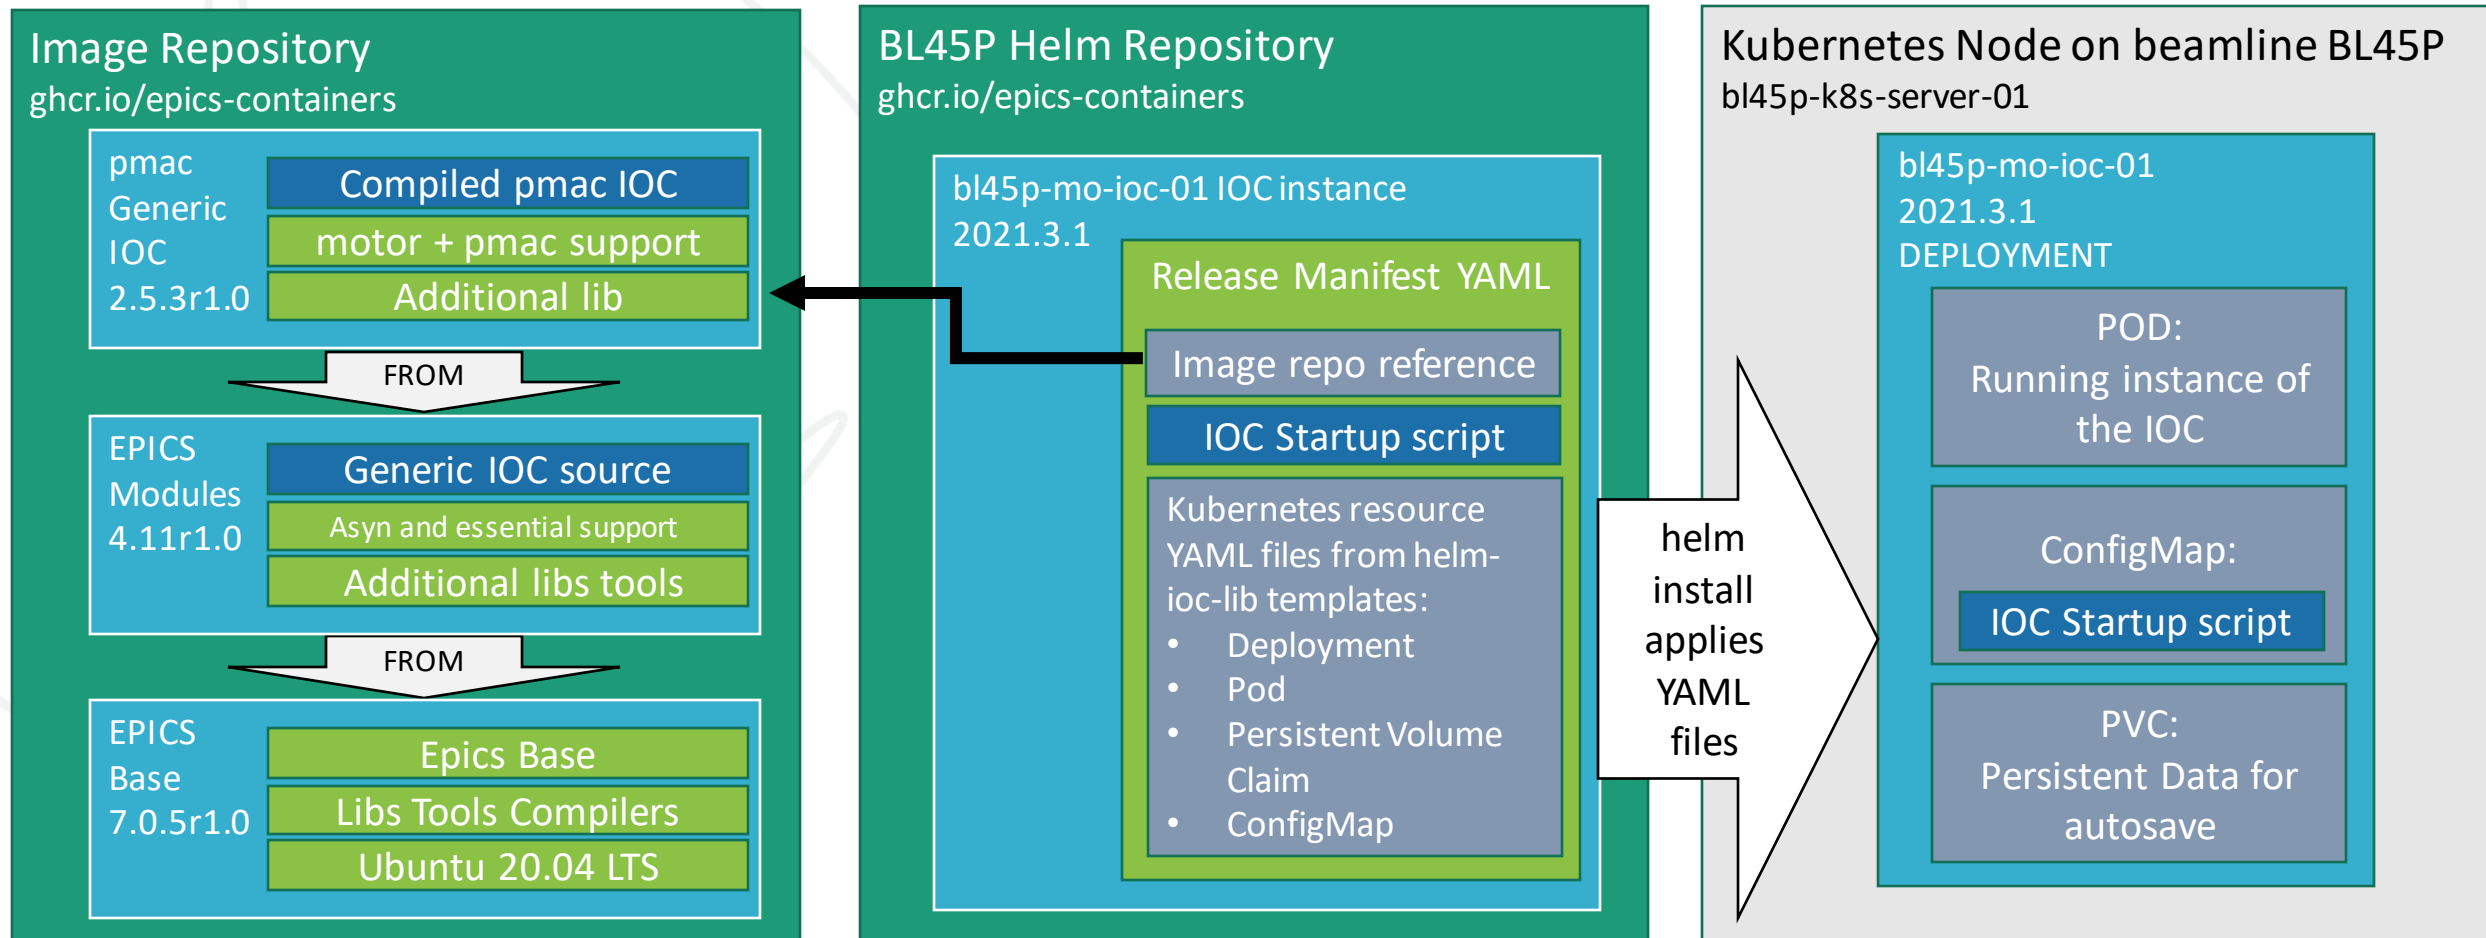 Image Repository
ghcr.io/epics-containers
pmac
Generic
IOC
2.5.3r1.0
Compiled pmac IOC
motor + pmac support
Additional lib
FROM
EPICS
Modules
4.11r1.0
Generic IOC source
Asyn and essential support
Additional libs tools
FROM
EPICS
Base
7.0.5r1.0
Epics Base
Libs Tools Compilers
Ubuntu 20.04 LTS
BL45P Helm Repository
ghcr.io/epics-containers
bl45p-mo-ioc-01 IOC instance
2021.3.1
Release Manifest YAML
Image repo reference
IOC Startup script
Kubernetes resource
YAML files from helm-
ioc-lib templates:
• Deployment
• Pod
• Persistent Volume
Claim
• ConfigMap
helm
install
applies
YAML
files
Kubernetes Node on beamline BL45P
bl45p-k8s-server-01
bl45p-mo-ioc-01
2021.3.1
DEPLOYMENT
POD:
Running instance of
the IOC
ConfigMap:
IOC Startup script
PVC:
Persistent Data for
autosave